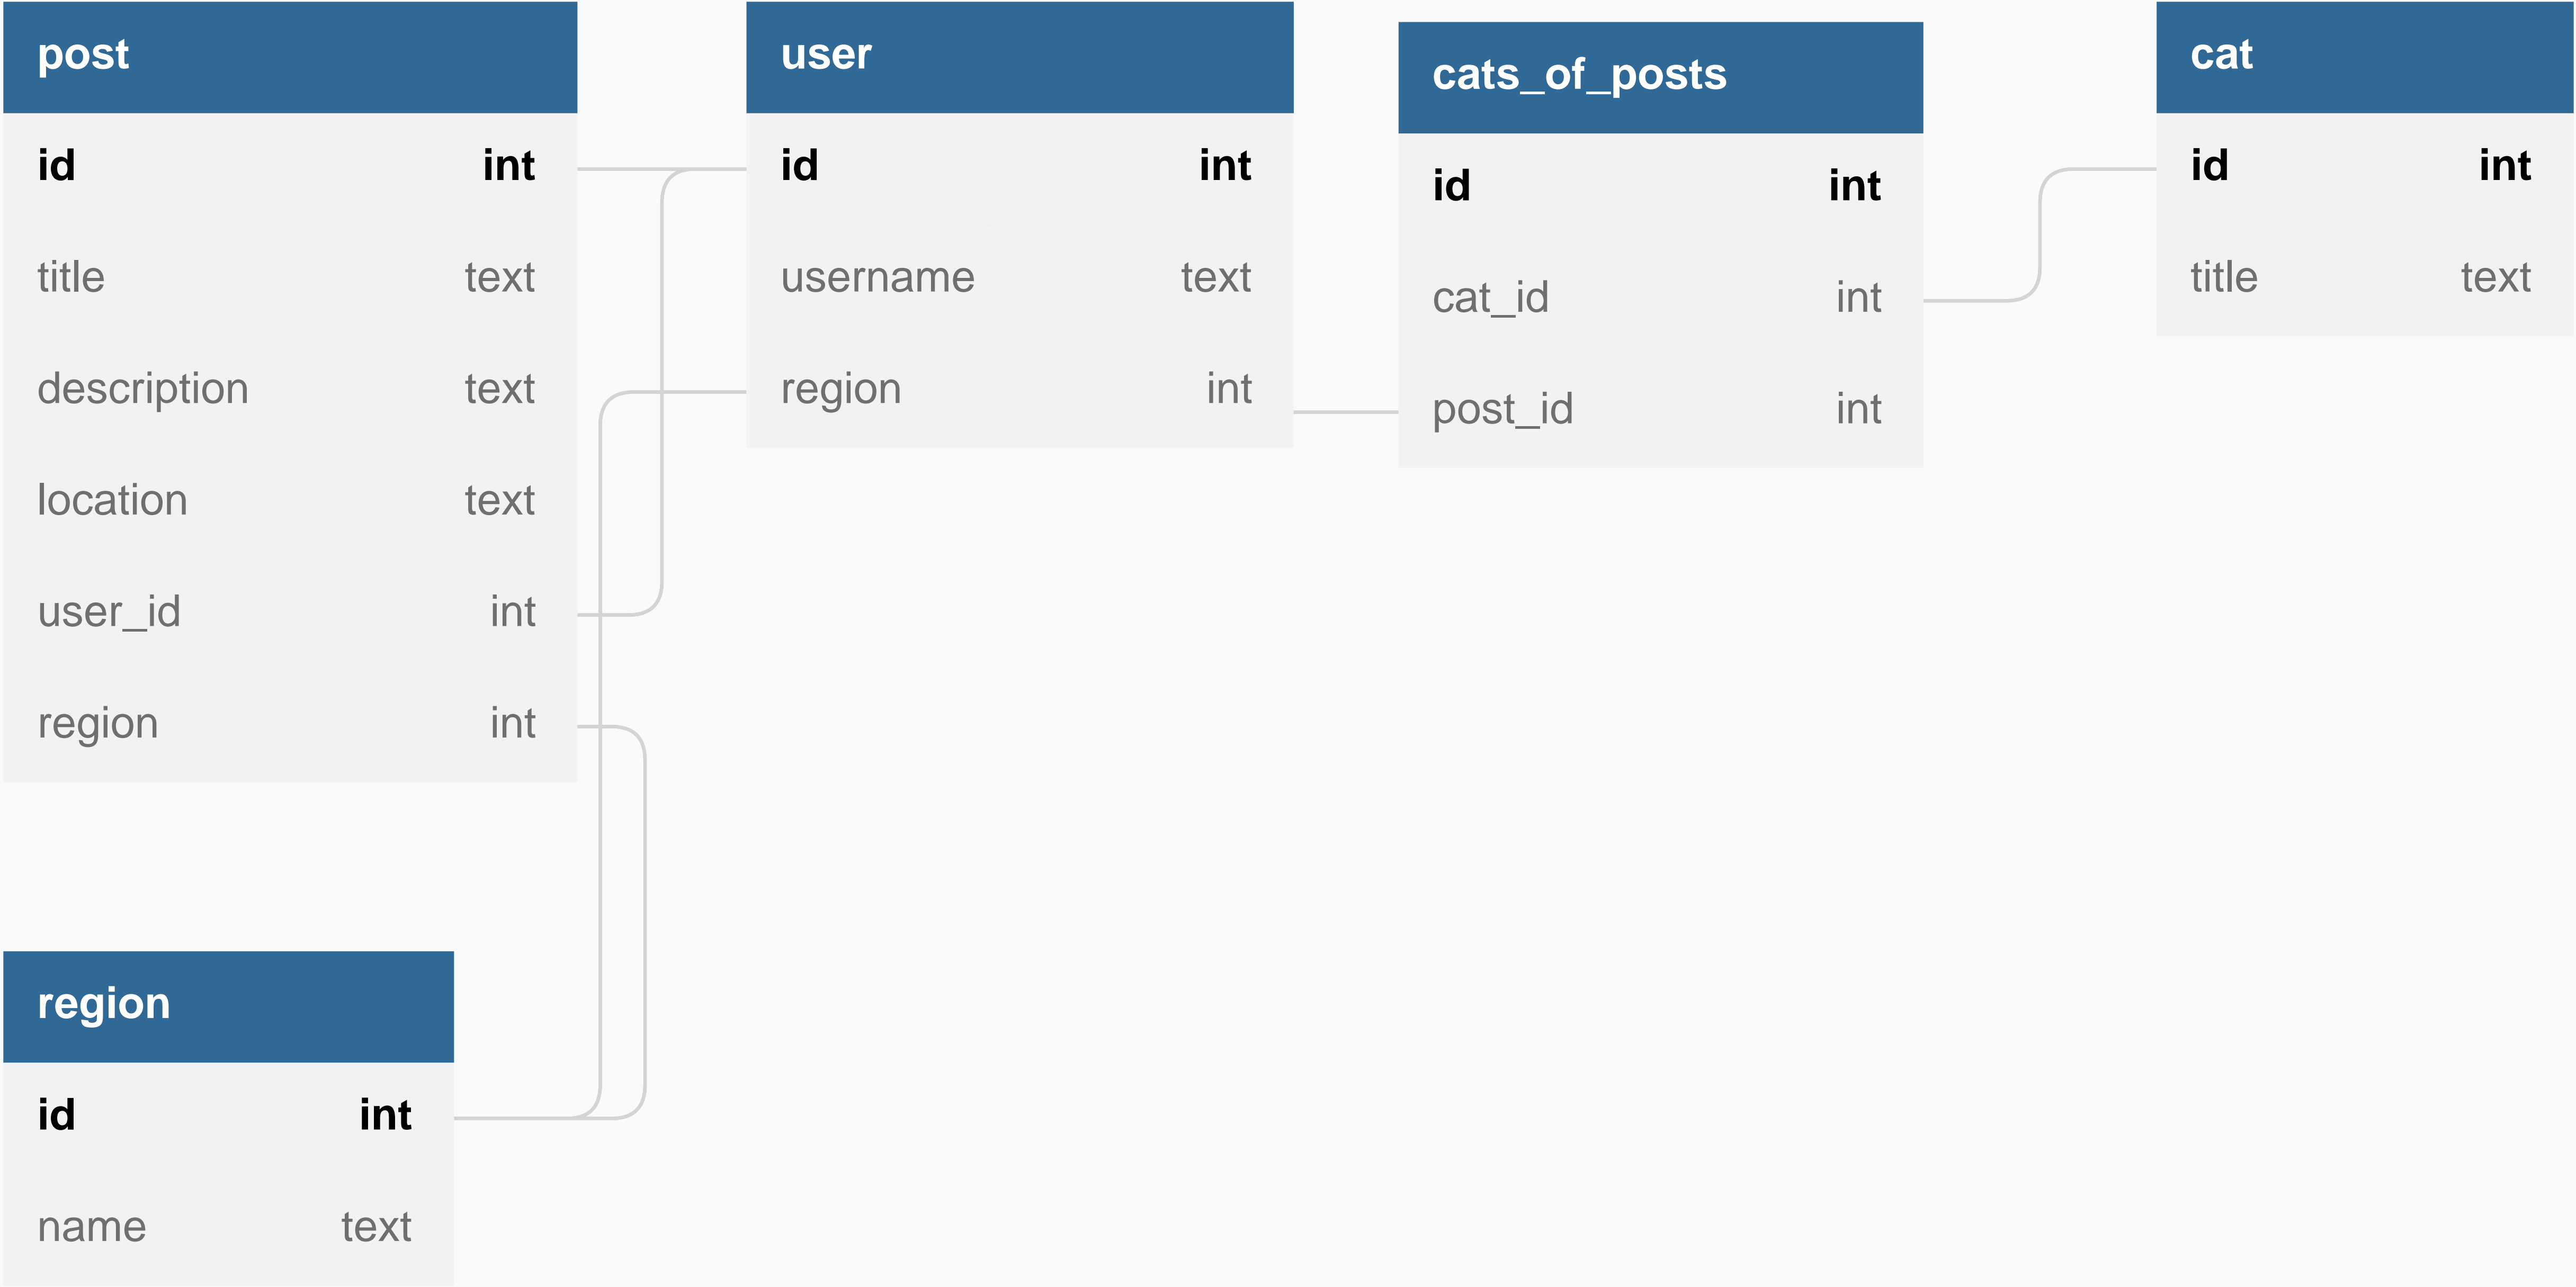 post
id int
title text
description text
location text
user_id int
region int
user
id int
username text
region int
cats_of_posts
id int
cat_id int
post_id int
cat
id int
title text
region
id int
name text